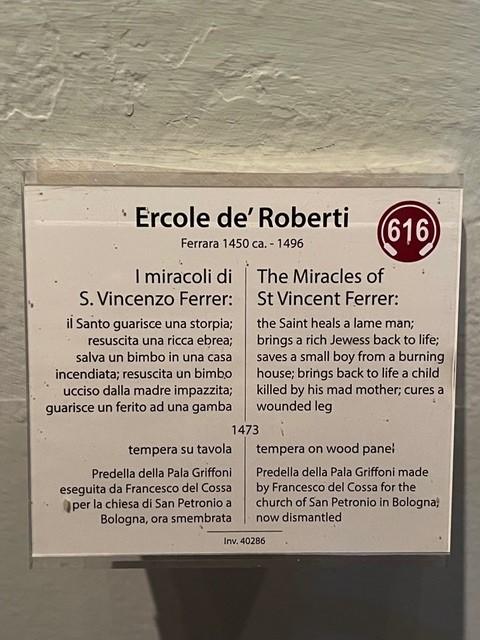 Ercole de' Roberti
616
Ferrara 1450 ca. - 1496
I miracoli di
S. Vincenzo Ferrer:
il Santo guarisce una storpia;
resuscita una ricca ebrea;
salva un bimbo in una casa
incendiata; resuscita un bimbo
ucciso dalla madre impazzita;
guarisce un ferito ad una gamba
The Miracles of
St Vincent Ferrer:
the Saint heals a lame man;
brings a rich Jewess back to life;
saves a small boy from a burning
house; brings back to life a child
killed by his mad mother; cures a
wounded leg
1473
tempera su tavola
Predella della Pala Griffoni
eseguita da Francesco del Cossa
per la chiesa di San Petronio a
Bologna, ora smembrata
tempera on wood panel
Predella della Pala Griffoni made
by Francesco del Cossa for the
church of San Petronio in Bologna,
now dismantled
Inv. 40286